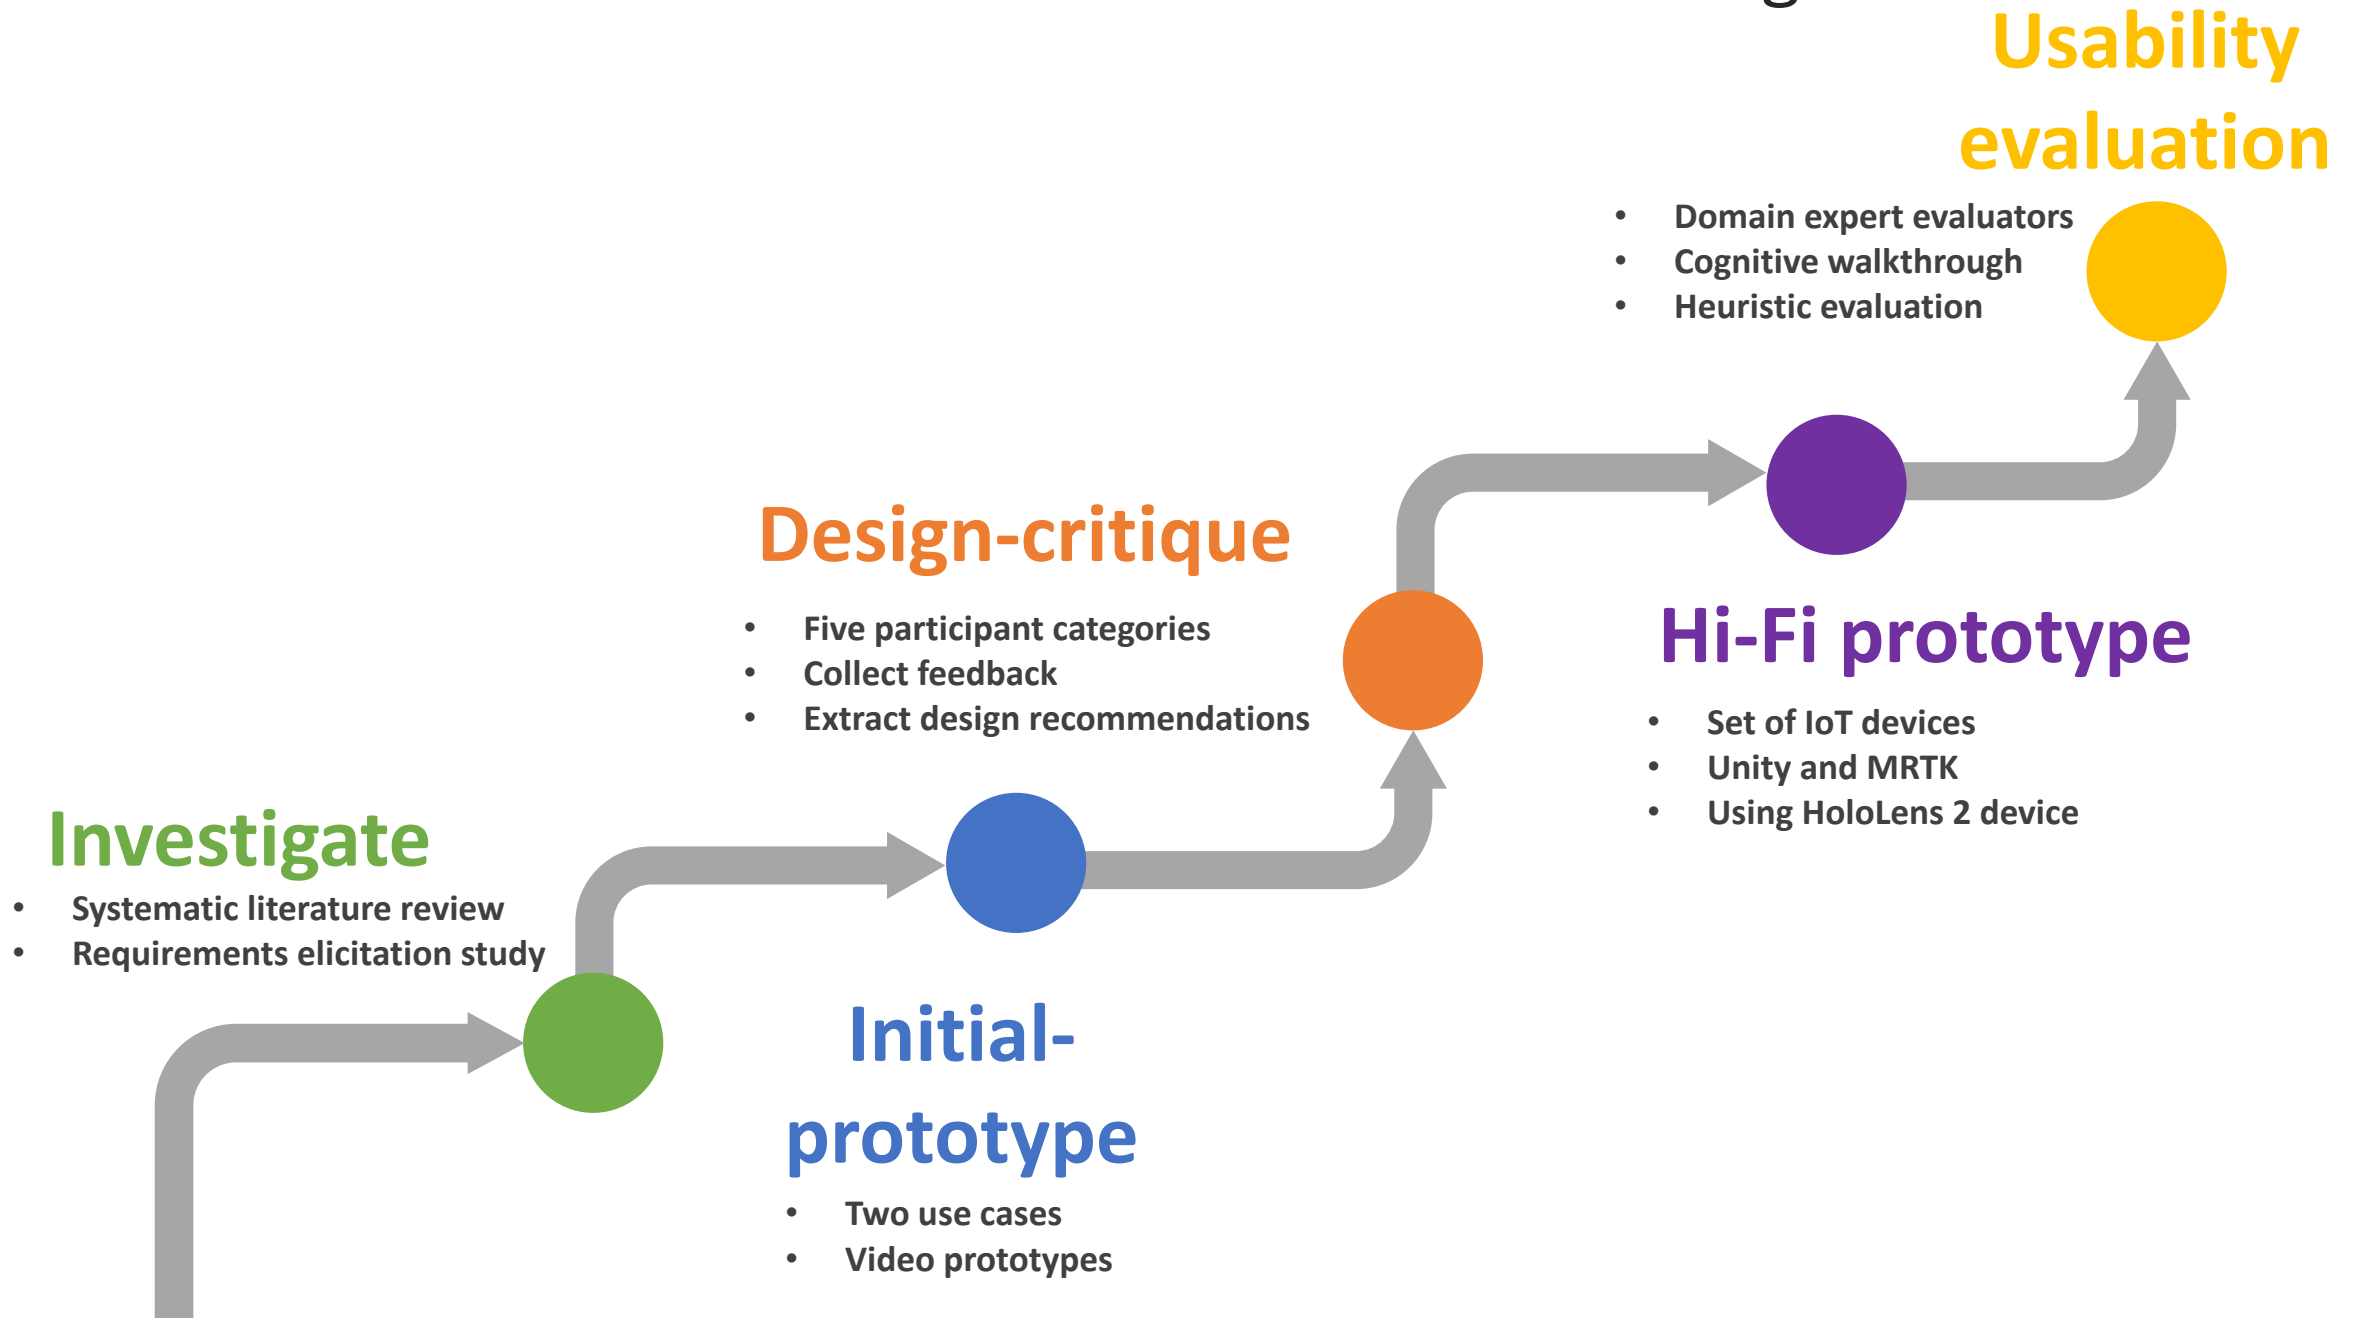 Usability
evaluation
• Domain expert evaluators
• Cognitive walkthrough
• Heuristic evaluation
Design-critique
• Five participant categories
• Collect feedback
• Extract design recommendations
Hi-Fi prototype
• Set of IoT devices
• Unity and MRTK
• Using HoloLens 2 device
Investigate
• Systematic literature review
• Requirements elicitation study
Initial-
prototype
• Two use cases
• Video prototypes